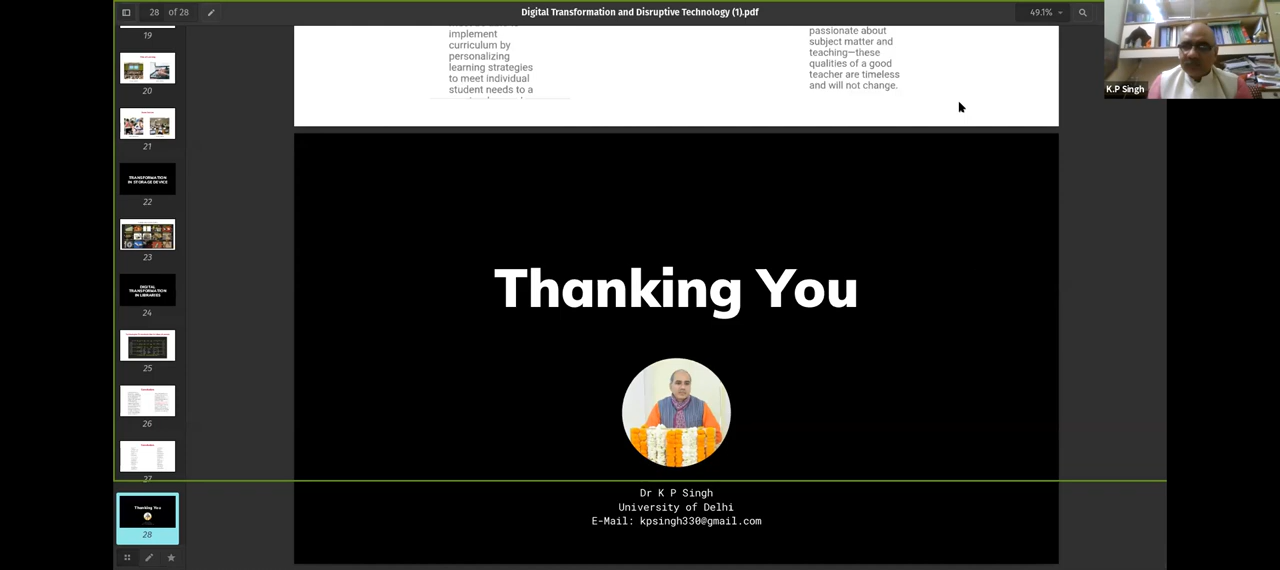 28 of 28
Digital Transformation and Disruptive Technology (1).pdf
49.1%
K.P Singh
19
20
21
TRANSFORMATION
IN STORAGE DEVICE
22
23
DIGITAL
TRANSFORMATION
IN LIBRARIES
24
25
26
27
Thanking You
28
implement
curriculum by
personalizing
learning strategies
to meet individual
student needs to a
passionate about
subject matter and
teaching—these
qualities of a good
teacher are timeless
and will not change.
Thanking You
Dr K P Singh
University of Delhi
E-Mail: kpsingh330@gmail.com